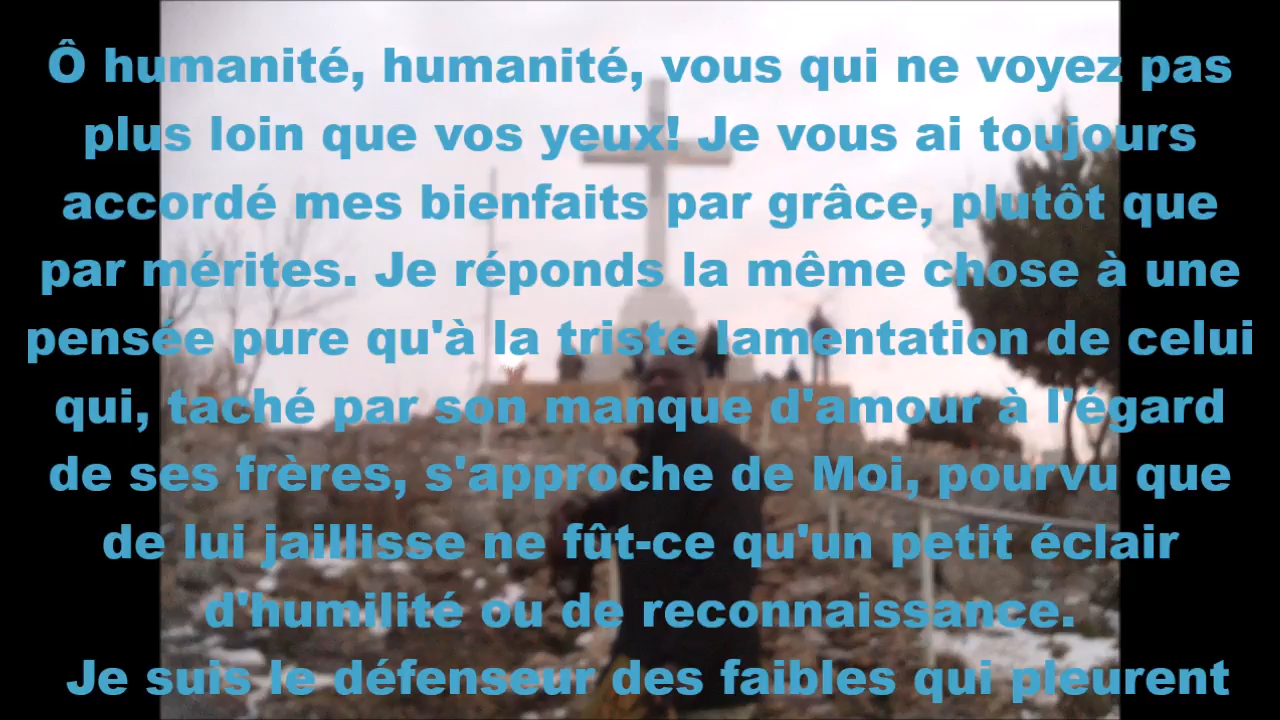 Ô humanité, humanité, vous qui ne voyez pas
plus loin que vos yeux! Je vous ai toujours
accordé mes bienfaits par grâce, plutôt que
par mérites. Je réponds la même chose à une
pensée pure qu'à la triste lamentation de celui
qui, taché par son manque d'amour à l'égard
de ses frères, s'approche de Moi, pourvu que
de lui jaillisse ne fût-ce qu'un petit éclair
d'humilité ou de reconnaissance.
Je suis le défenseur des faibles qui pleurent